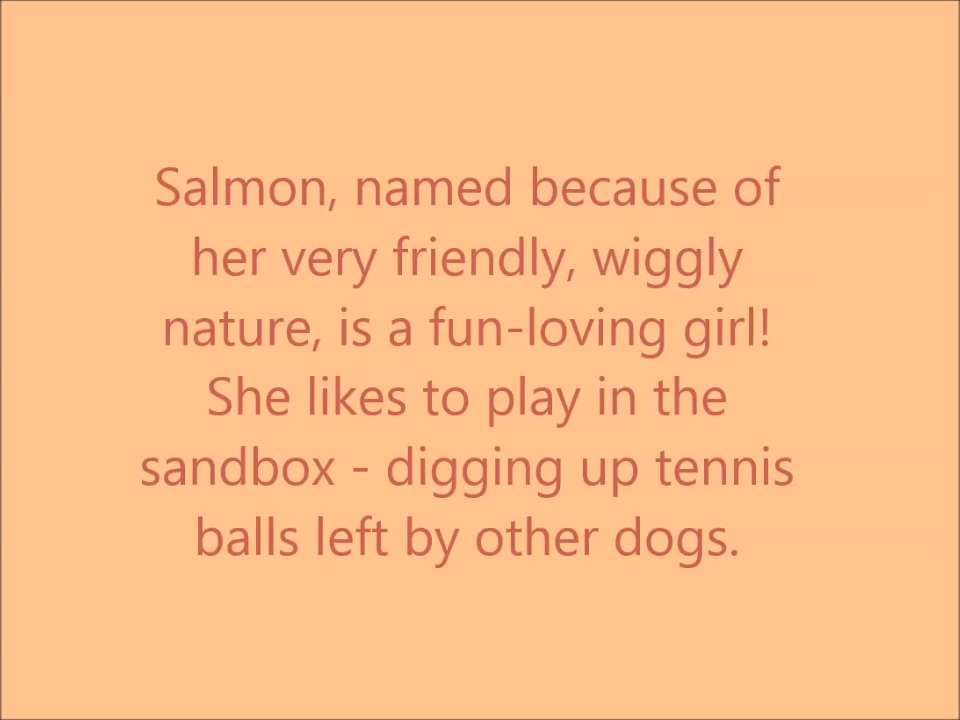 Salmon, named because of
her very friendly, wiggly
nature, is a fun-loving girl!
She likes to play in the
sandbox - digging up tennis
balls left by other dogs.